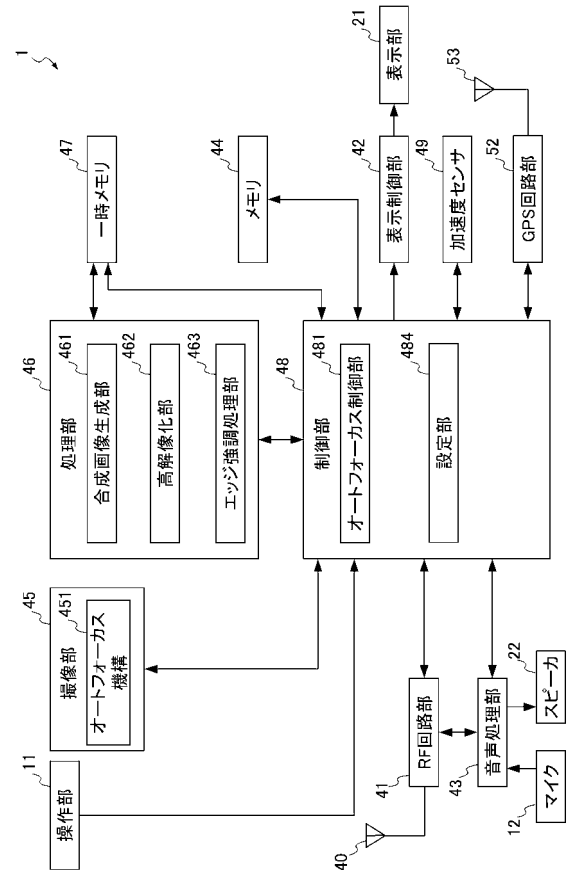 1
操作部
11
撮像部
45
オートフォーカス
機構
451
処理部
46
合成画像生成部
461
高解像化部
462
エッジ強調処理部
463
一時メモリ
47
メモリ
44
制御部
48
オートフォーカス制御部
481
設定部
484
表示制御部
42
表示部
21
加速度センサ
49
GPS回路部
52
53
40
RF回路部
41
音声処理部
43
マイク
12
スピーカ
22